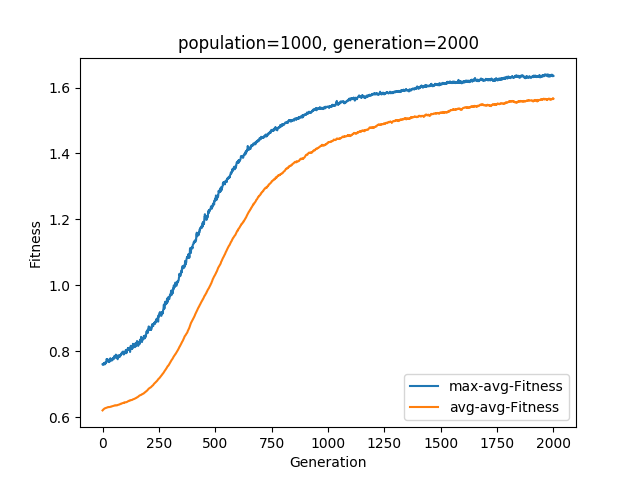 population=1000, generation=2000
Fitness
1.6
1.4
1.2
1.0
0.8
0.6
max-avg-Fitness
avg-avg-Fitness
0 250 500 750 1000 1250 1500 1750 2000
Generation